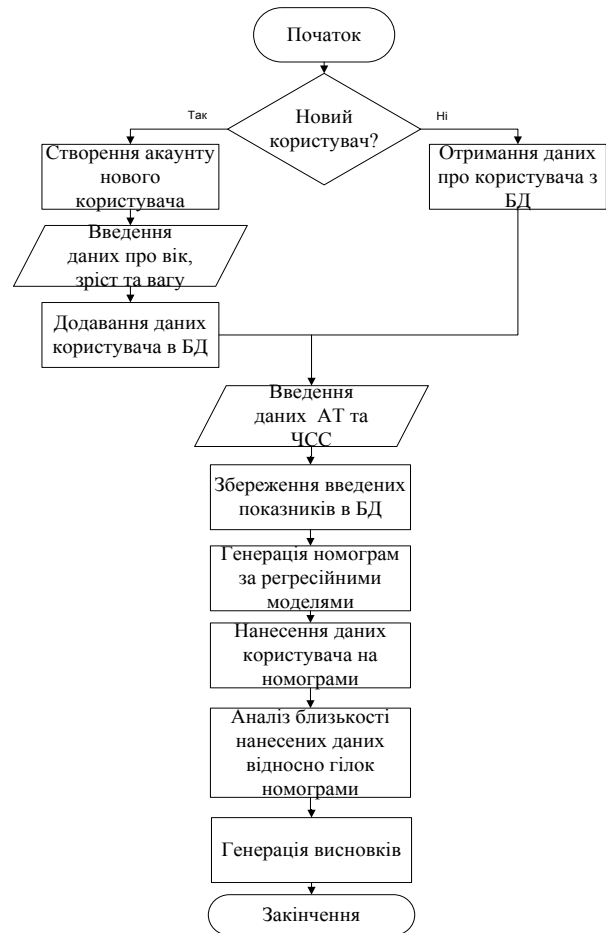 Початок
Новий
користувач?
Так
Ні
Створення акаунту
нового
користувача
Отримання даних
про користувача з
БД
Введення
даних про вік,
зріст та вагу
Додавання даних
користувача в БД
Введення
даних АТ та
ЧСС
Збереження введених
показників в БД
Генерація номограм
за регресійними
моделями
Нанесення даних
користувача на
номограми
Аналіз близькості
нанесених даних
відносно гілок
номограми
Генерація висновків
Закінчення